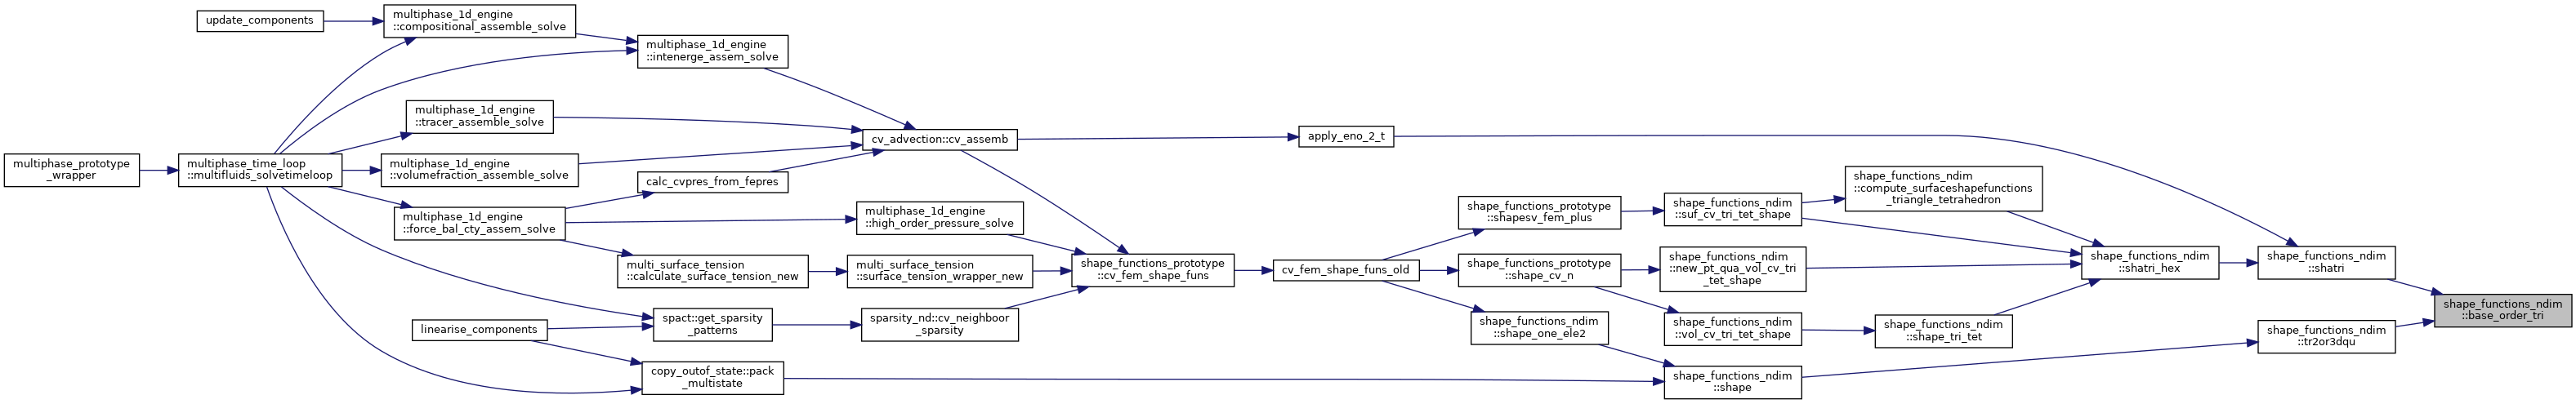 update_components
multiphase_1d_engine
::compositional_assemble_solve
multiphase_1d_engine
::intenerge_assem_solve
multiphase_1d_engine
::tracer_assemble_solve
cv_advection::cv_assemb
apply_eno_2_t
multiphase_prototype
_wrapper
multiphase_time_loop
::multifluids_solvetimeloop
multiphase_1d_engine
::volumefraction_assemble_solve
calc_cvpres_from_fepres
multiphase_1d_engine
::force_bal_cty_assem_solve
multiphase_1d_engine
::high_order_pressure_solve
multi_surface_tension
::calculate_surface_tension_new
multi_surface_tension
::surface_tension_wrapper_new
shape_functions_prototype
::cv_fem_shape_funs
cv_fem_shape_funs_old
shape_functions_prototype
::shapesv_fem_plus
shape_functions_ndim
::suf_cv_tri_tet_shape
shape_functions_ndim
::compute_surfaceshapefunctions
_triangle_tetrahedron
shape_functions_prototype
::shape_cv_n
shape_functions_ndim
::new_pt_qua_vol_cv_tri
_tet_shape
shape_functions_ndim
::shatri_hex
shape_functions_ndim
::shatri
shape_functions_ndim
::base_order_tri
linearise_components
spact::get_sparsity
_patterns
sparsity_nd::cv_neighboor
_sparsity
shape_functions_ndim
::shape_one_ele2
shape_functions_ndim
::vol_cv_tri_tet_shape
shape_functions_ndim
::shape_tri_tet
shape_functions_ndim
::tr2or3dqu
copy_outof_state::pack
_multistate
shape_functions_ndim
::shape